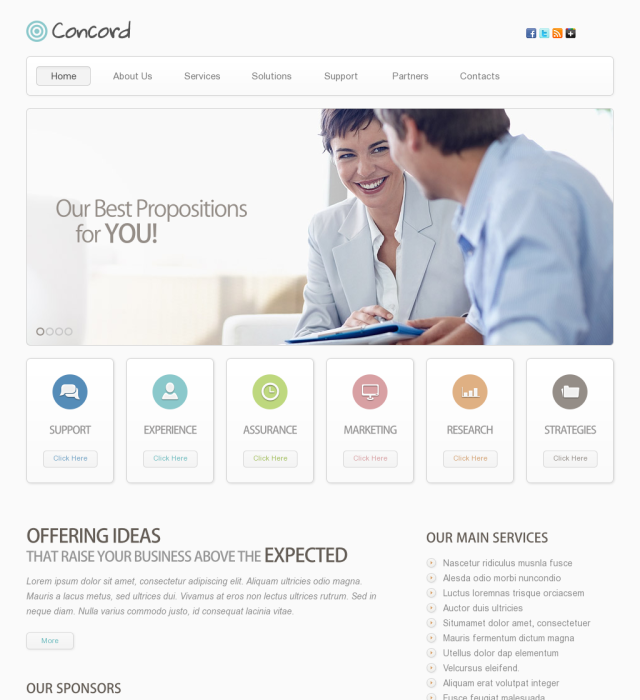 Concord
Home About Us Services Solutions Support Partners Contacts
Our Best Propositions
for YOU!
SUPPORT EXPERIENCE ASSURANCE MARKETING RESEARCH STRATEGIES
Click Here Click Here Click Here Click Here Click Here Click Here
OFFERING IDEAS
THAT RAISE YOUR BUSINESS ABOVE THE EXPECTED
Lorem ipsum dolor sit amet, consectetur adipiscing elit. Aliquam ultricies odio magna.
Mauris a lacus metus, sed ultrices dui. Vivamus at eros non lectus ultrices rutrum. Sed in
neque diam. Nulla varius commodo justo, id consequat lacinia vitae.
More
OUR SPONSORS
OUR MAIN SERVICES
Nascetur ridiculus musnla fusce
Alesda odio morbi nuncondio
Luctus loremnas trisque orciacsem
Auctor duis ultricies
Situmamet dolor amet, consectetuer
Mauris fermentum dictum magna
Utellus dolor dap elementum
Velcursus eleifend.
Aliquam erat volutpat integer
Fusce feugiat malesuada